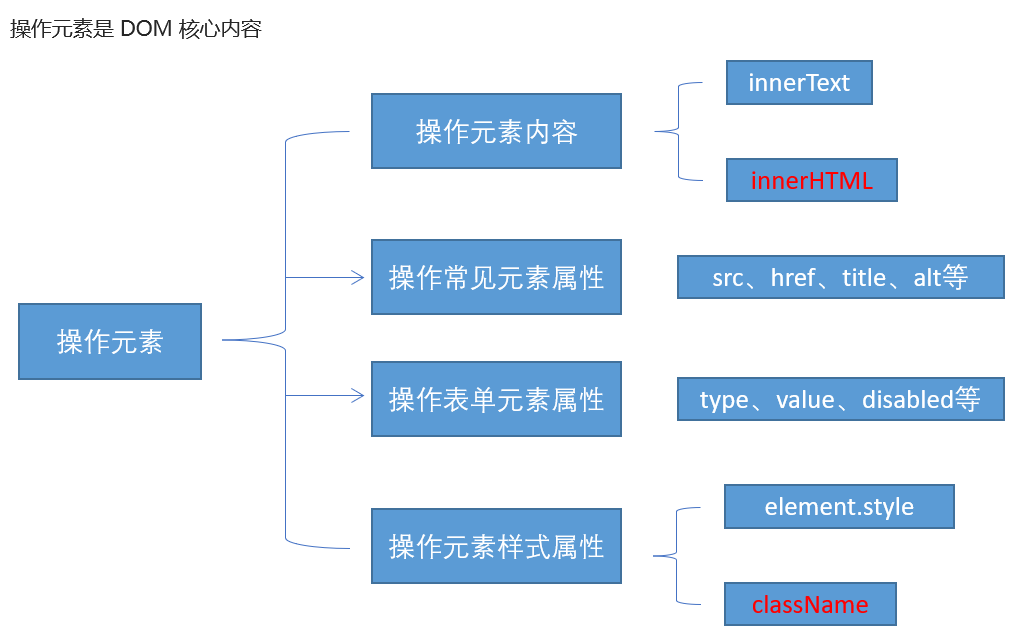 操作元素是 DOM 核心内容
操作元素
操作元素内容
innerText
innerHTML
操作常见元素属性
src、href、title、alt等
操作表单元素属性
type、value、disabled等
操作元素样式属性
element.style
className